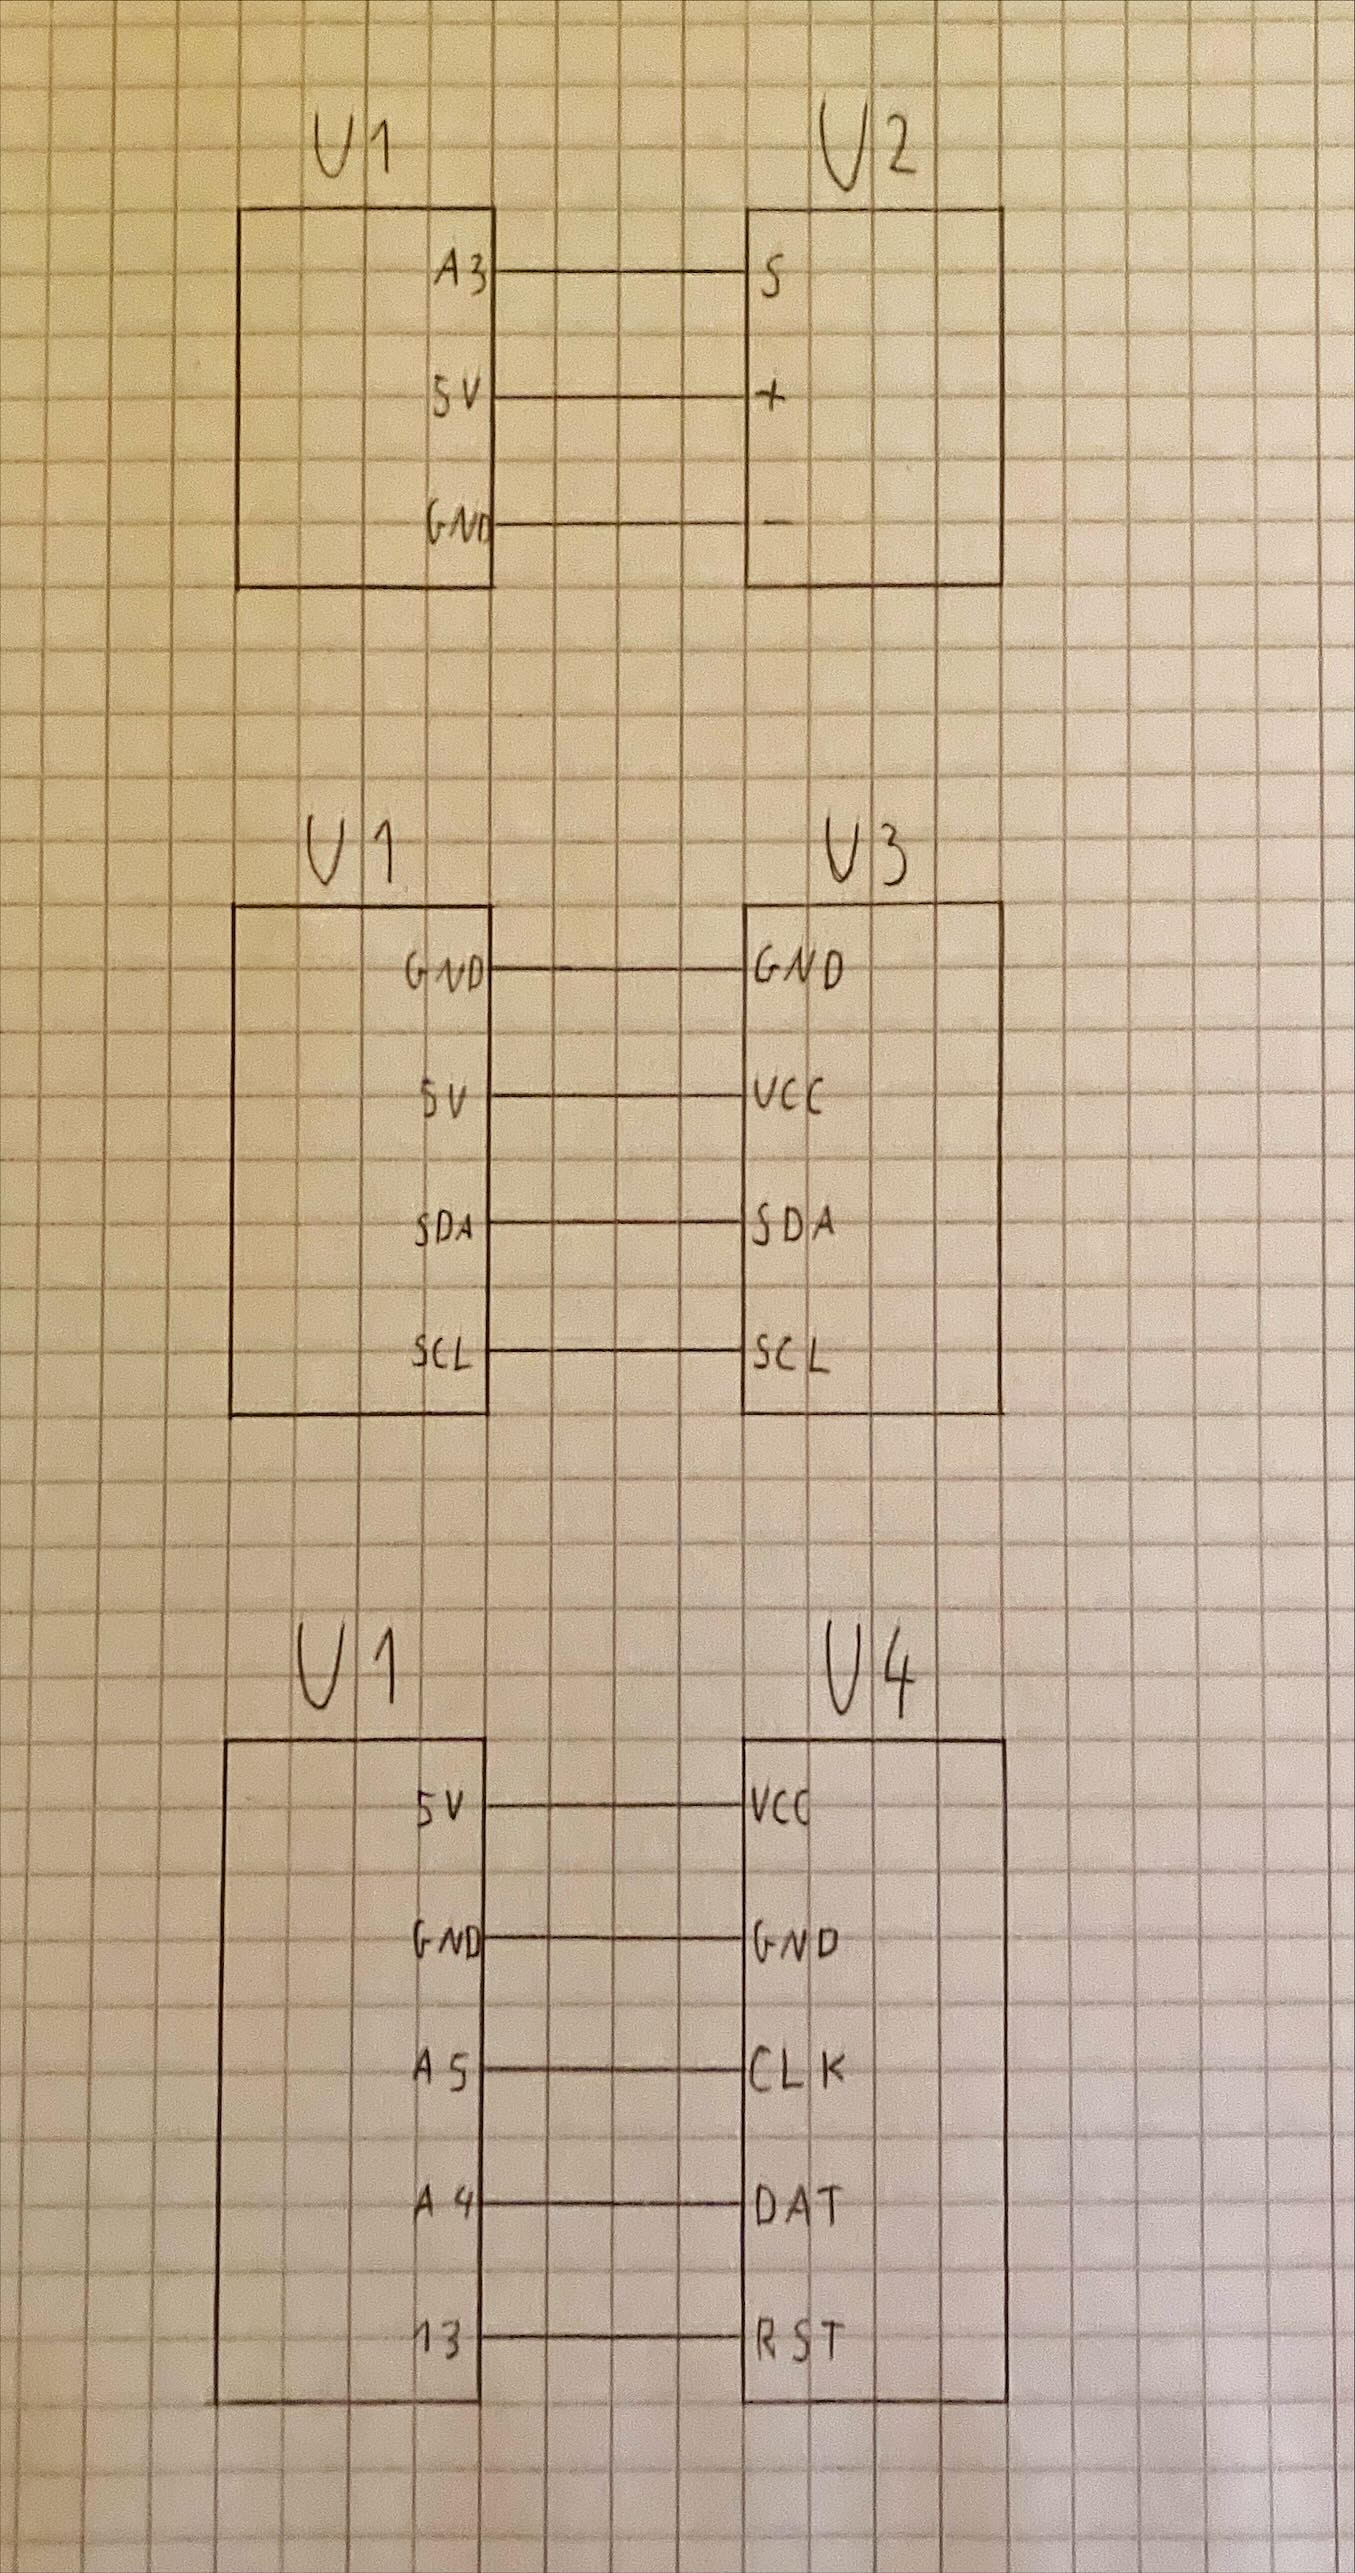 U1 U2
A3 S
5V +
GND -
U1 U3
GND GND
5V VCC
SDA SDA
SCL SCL
U1 U4
5V VCC
GND GND
A5 CLK
A4 DAT
13 RST